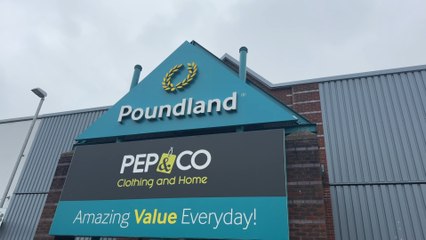 Poundland®
PEP&CO
Clothing and Home
Amazing Value Everyday!